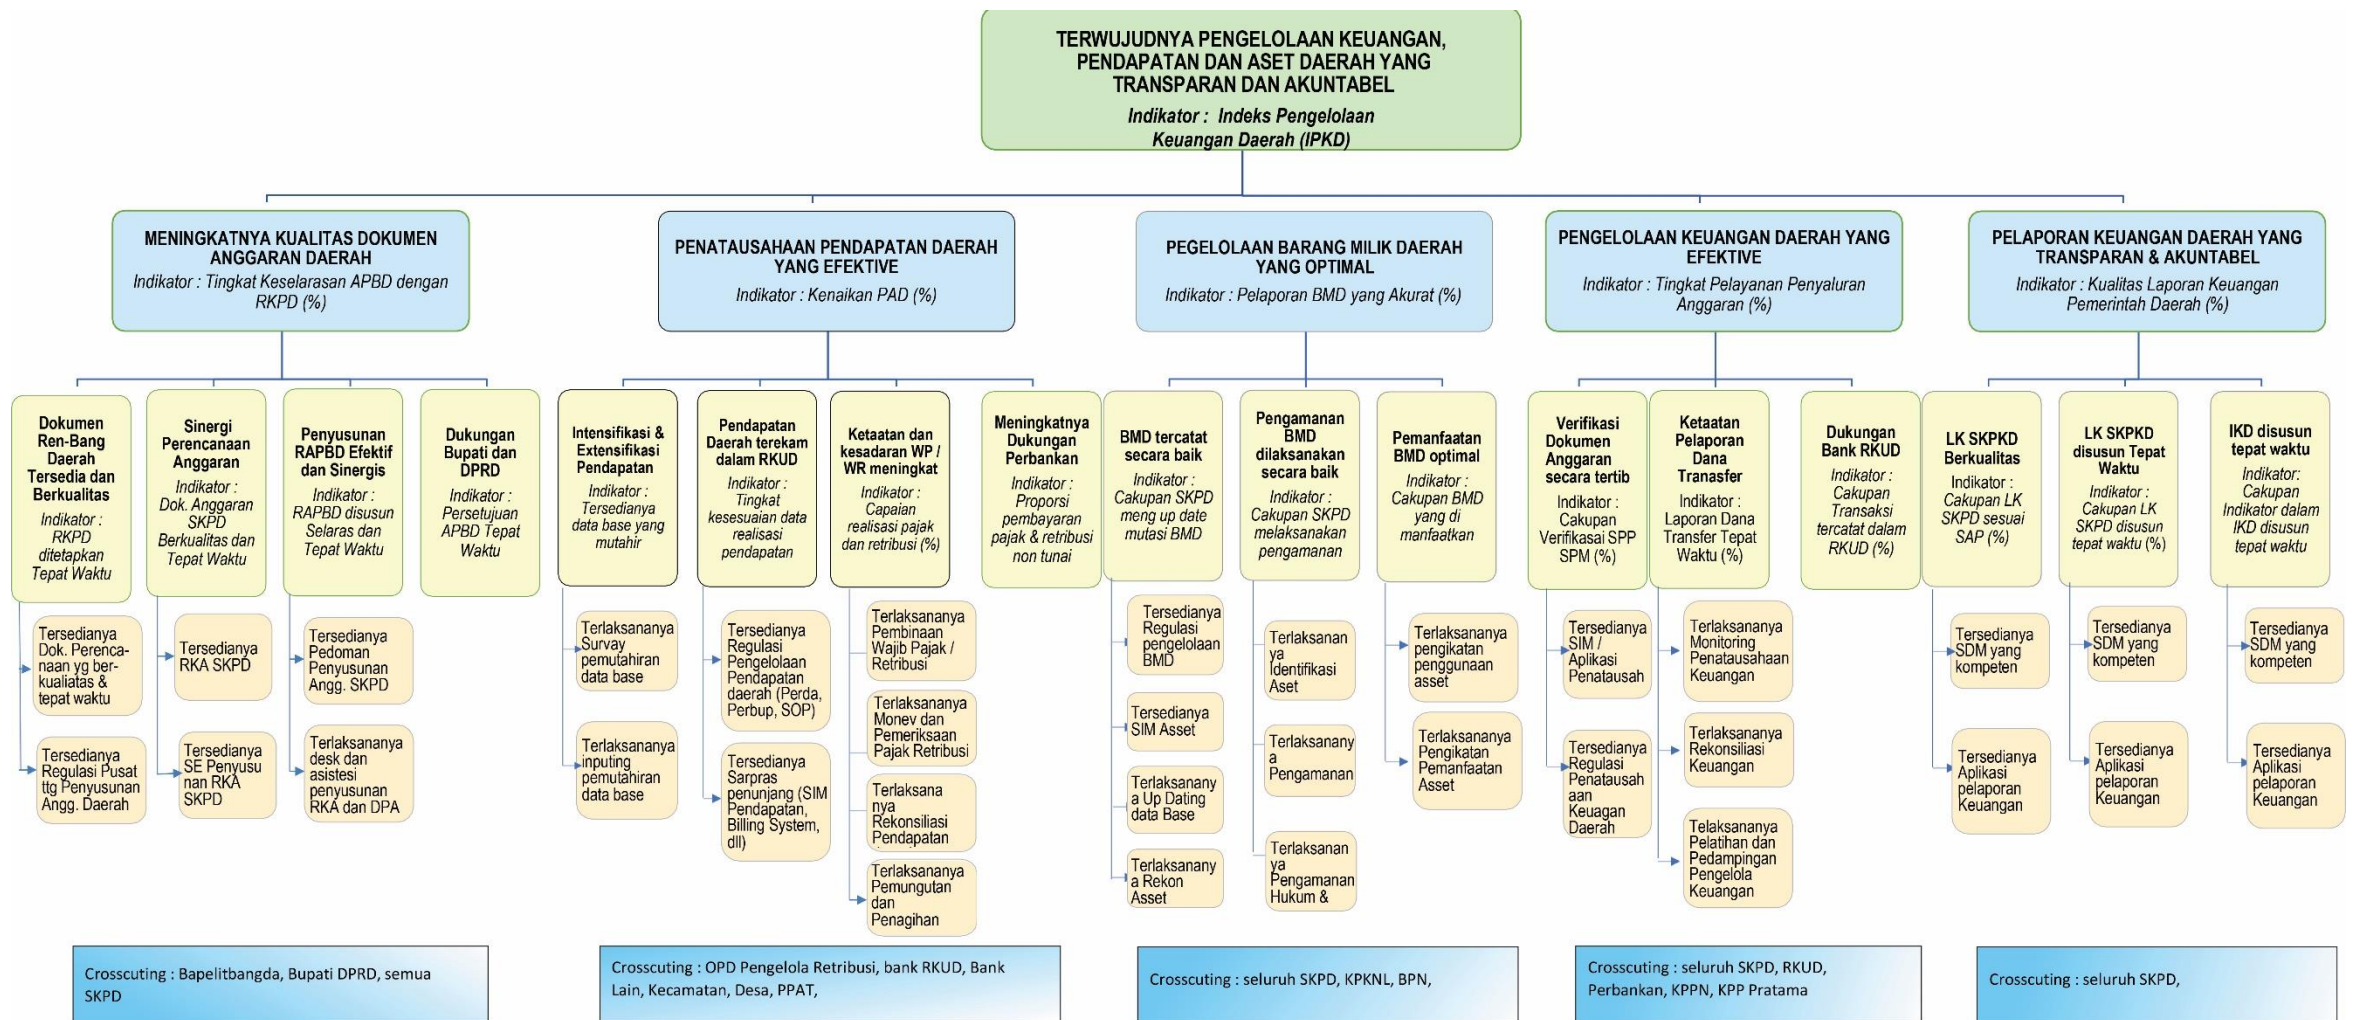 TERWUJUDNYA PENGELOLAAN KEUANGAN,
PENDAPATAN DAN ASET DAERAH YANG
TRANSPARAN DAN AKUNTABEL
Indikator : Indeks Pengelolaan
Keuangan Daerah (IPKD)
MENINGKATNYA KUALITAS DOKUMEN
ANGGARAN DAERAH
Indikator : Tingkat Keselarasan APBD dengan
RKPD (%)
PENATAUSAHAAN PENDAPATAN DAERAH
YANG EFEKTIVE
Indikator : Kenaikan PAD (%)
PEGELOLAAN BARANG MILIK DAERAH
YANG OPTIMAL
Indikator : Pelaporan BMD yang Akurat (%)
PENGELOLAAN KEUANGAN DAERAH YANG
EFEKTIVE
Indikator : Tingkat Pelayanan Penyaluran
Anggaran (%)
PELAPORAN KEUANGAN DAERAH YANG
TRANSPARAN & AKUNTABEL
Indikator : Kualitas Laporan Keuangan
Pemerintah Daerah (%)
Dokumen
Ren-Bang
Daerah
Tersedia dan
Berkualitas
Indikator :
RKPD
ditetapkan
Tepat Waktu
Sinergi
Perencanaan
Anggaran
Indikator :
Dok. Anggaran
SKPD
Berkualitas dan
Tepat Waktu
Penyusunan
RAPBD Efektif
dan Sinergis
Indikator :
RAPBD disusun
Selaras dan
Tepat Waktu
Dukungan
Bupati dan
DPRD
Indikator :
Persetujuan
APBD Tepat
Waktu
Intensifikasi &
Extensifikasi
Pendapatan
Indikator :
Tersedianya
data base yang
mutahir
Pendapatan
Daerah terekam
dalam RKUD
Indikator :
Tingkat
kesesuaian data
realisasi
pendapatan
Ketaatan dan
kesadaran WP /
WR meningkat
Indikator :
Capaian
realisasi pajak
dan retribusi (%)
Meningkatnya
Dukungan
Perbankan
Indikator :
Proporsi
pembayaran
pajak & retribusi
non tunai
BMD tercatat
secara baik
Indikator :
Cakupan SKPD
meng up date
mutasi BMD
Pengamanan
BMD
dilaksanakan
secara baik
Indikator :
Cakupan SKPD
melaksanakan
pengamanan
Pemanfaatan
BMD optimal
Indikator :
Cakupan BMD
yang di
manfaatkan
Verifikasi
Dokumen
Anggaran
secara tertib
Indikator :
Cakupan
Verifikasai SPP
SPM (%)
Ketaatan
Pelaporan
Dana
Tranasfer
Indikator :
Laporan Dana
Transfer Tepat
Waktu (%)
Dukungan
Bank RKUD
Indikator :
Cakupan
Transaksi
tercatat dalam
RKUD (%)
LK SKPKD
Berkualitas
Indikator :
Cakupan LK
SKPD sesuai
SAP (%)
LK SKPKD
disusun Tepat
Waktu
Indikator :
Cakupan LK
SKPD disusun
tepat waktu (%)
IKD disusun
tepat waktu
Indikator:
Cakupan
Indikator dalam
IKD disusun
tepat waktu
Tersedianya
Dok. Perenca-
naan yg ber-
kualiatas &
tepat waktu
Tersedianya
Regulasi Pusat
ttg Penyusunan
Angg. Daerah
Tersedianya
RKA SKPD
Tersedianya
SE Penyusu
nan RKA
SKPD
Tersedianya
Pedoman
Penyusunan
Angg. SKPD
Terlaksananya
desk dan
asistesi
penyusunan
RKA dan DPA
Terlaksananya
Survay
pemutahiran
data base
Terlaksananya
inputing
pemutahiran
data base
Tersedianya
Regulasi
Pengelolaan
Pendapatan
daerah (Perda,
Perbup, SOP)
Tersedianya
Sarpras
penunjang (SIM
Pendapatan,
Billing System,
dll)
Terlaksananya
Pembinaan
Wajib Pajak /
Retribusi
Terlaksananya
Monev dan
Pemeriksaan
Pajak Retribusi
Terlaksana
nya
Rekonsiliasi
Pendapatan
Terlaksananya
Pemungutan
dan
Penagihan
Tersedianya
Regulasi
pengelolaan
BMD
Tersedianya
SIM Asset
Terlaksanany
a Up Dating
data Base
Terlaksanany
a Rekon
Asset
Terlaksanan
ya
Identifikasi
Aset
Terlaksanany
a
Pengamanan
Terlaksanan
ya
Pengamanan
Hukum &
Terlaksananya
pengikatan
penggunaan
asset
Terlaksananya
Pengikatan
Pemanfaatan
Asset
Tersedianya
SIM /
Aplikasi
Penatausah
Tersedianya
Regulasi
Penatausah
aan
Keuagan
Daerah
Terlaksananya
Monitoring
Penatausahaan
Keuangan
Terlaksananya
Rekonsiliasi
Keuangan
Telaksananya
Pelatihan dan
Pedampingan
Pengelola
Keuangan
Tersedianya
SDM yang
kompeten
Tersedianya
Aplikasi
pelaporan
Keuangan
Tersedianya
SDM yang
kompeten
Tersedianya
Aplikasi
pelaporan
Keuangan
Tersedianya
SDM yang
kompeten
Tersedianya
Aplikasi
pelaporan
Keuangan
Crosscuting : Bapelitbangda, Bupati DPRD, semua
SKPD
Crosscuting : OPD Pengelola Retribusi, bank RKUD, Bank
Lain, Kecamatan, Desa, PPAT,
Crosscuting : seluruh SKPD, KPKNL, BPN,
Crosscuting : seluruh SKPD, RKUD,
Perbankan, KPPN, KPP Pratama
Crosscuting : seluruh SKPD,